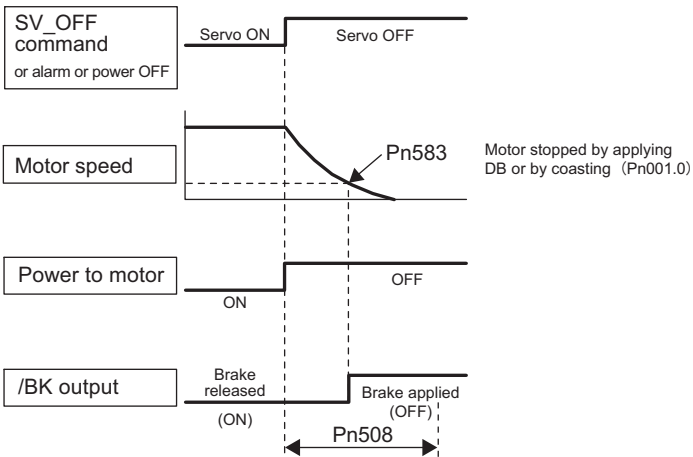 SV_OFF
command
or alarm or power OFF
Servo ON
Servo OFF
Motor speed
Pn583
Motor stopped by applying
DB or by coasting (Pn001.0)
Power to motor
ON
OFF
/BK output
Brake
released
(ON)
Brake applied
(OFF)
Pn508